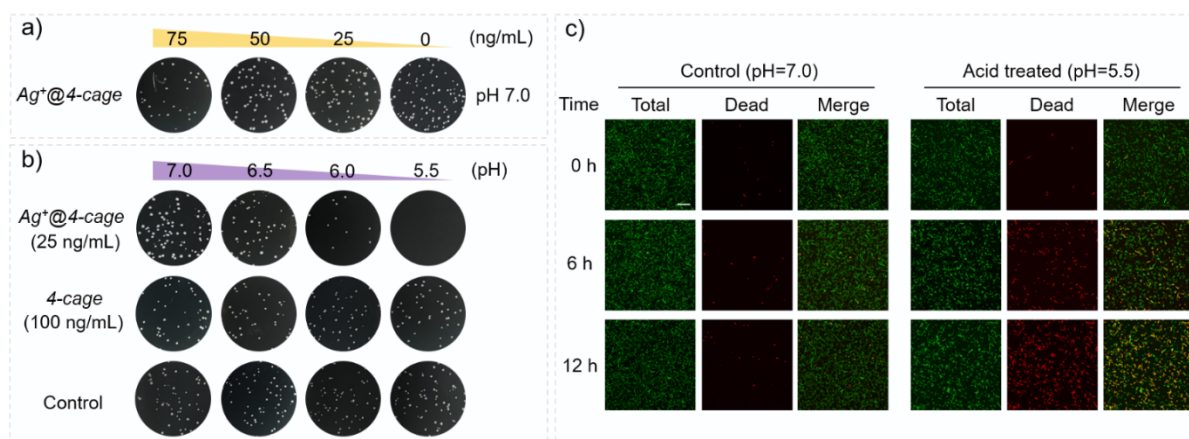 a)
75 50 25 0 (ng/mL)
Ag⁺@4-cage
pH 7.0
b)
7.0 6.5 6.0 5.5 (pH)
Ag⁺@4-cage
(25 ng/mL)
4-cage
(100 ng/mL)
Control
c)
Control (pH=7.0) Acid treated (pH=5.5)
Time Total Dead Merge Total Dead Merge
0 h
6 h
12 h